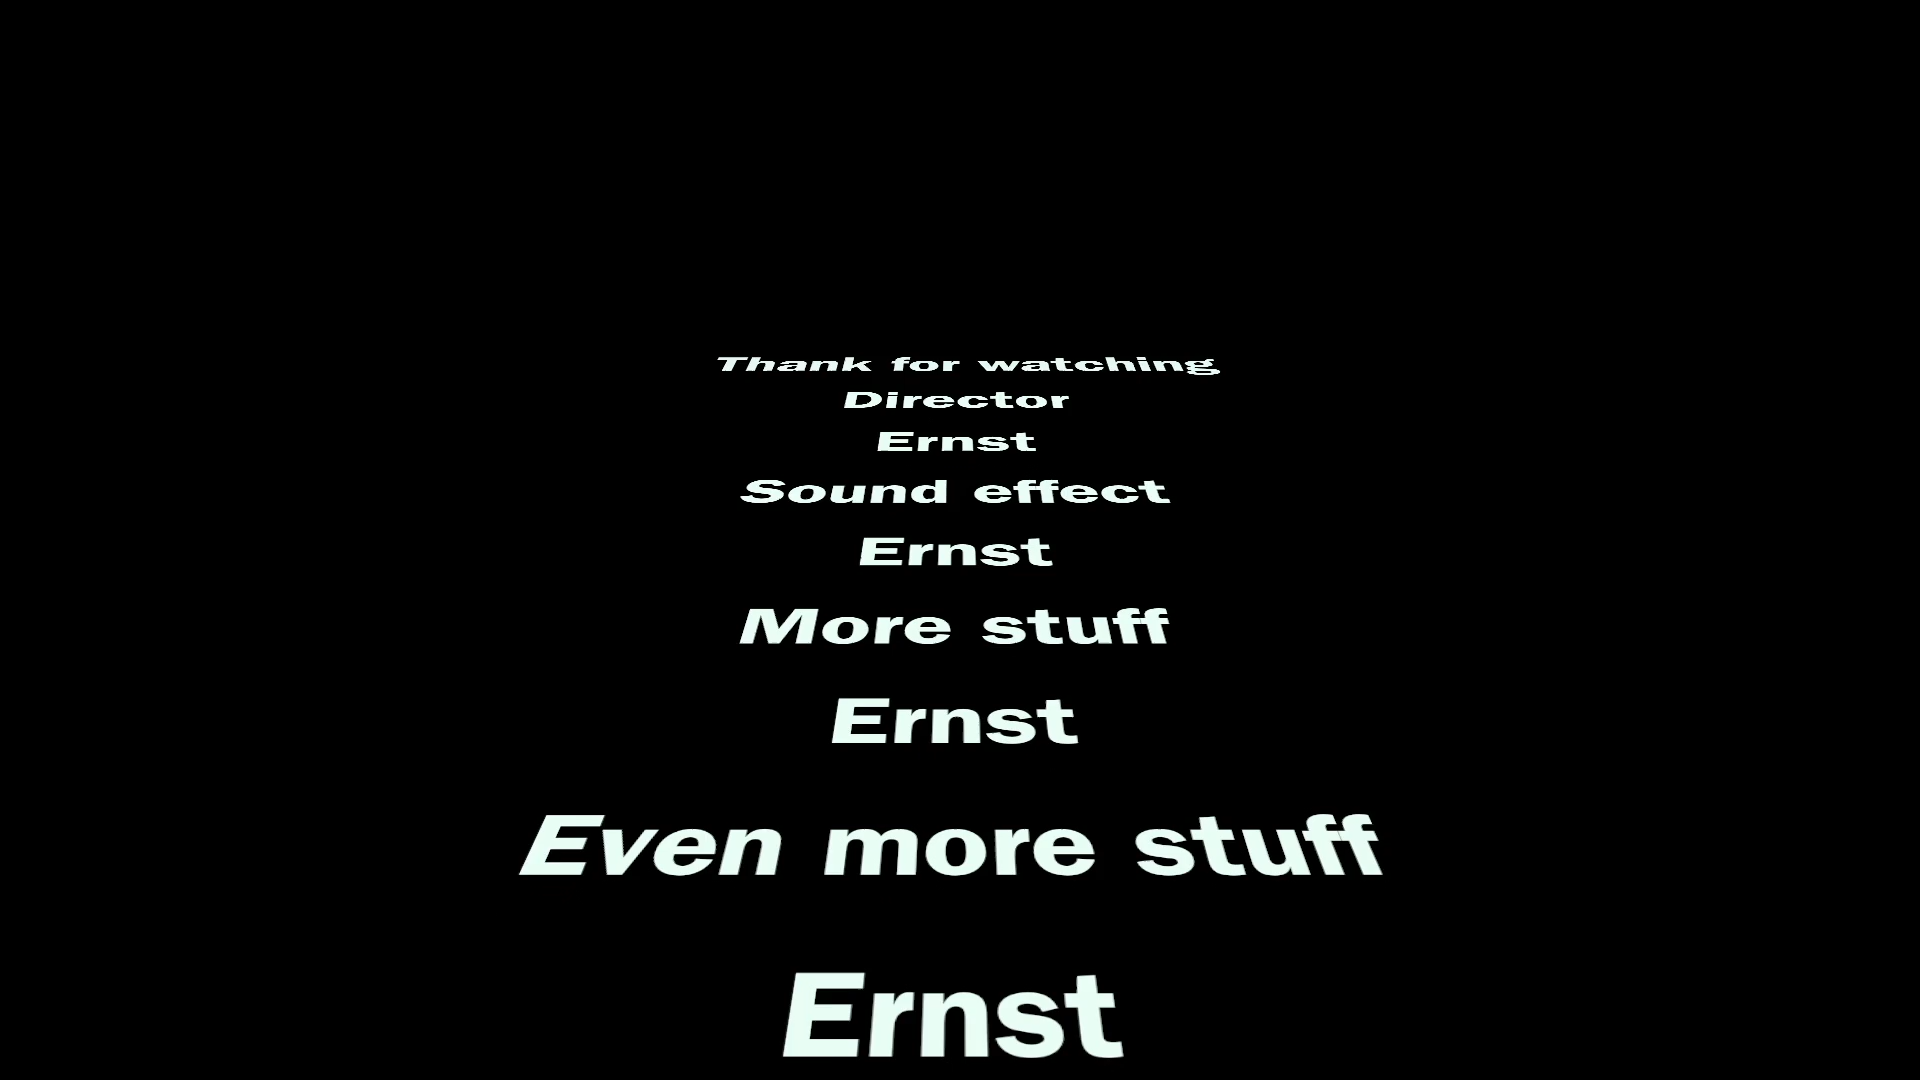 Thank for watching
Director
Ernst
Sound effect
Ernst
More stuff
Ernst
Even more stuff
Ernst